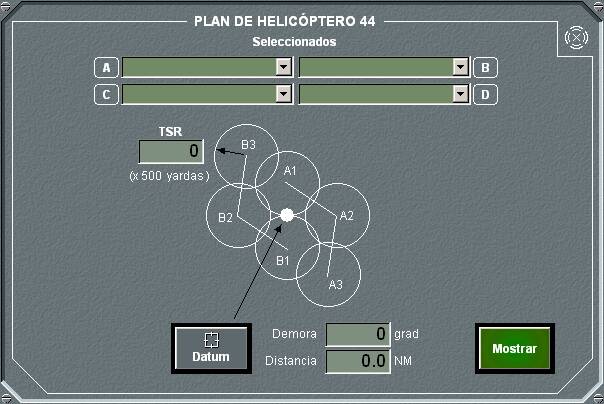 PLAN DE HELICÓPTERO 44
Seleccionados
A
B
C
D
TSR
0
(x 500 yardas)
B3
A1
B2
A2
B1
A3
Datum
Demora 0 grad
Distancia 0.0 NM
Mostrar